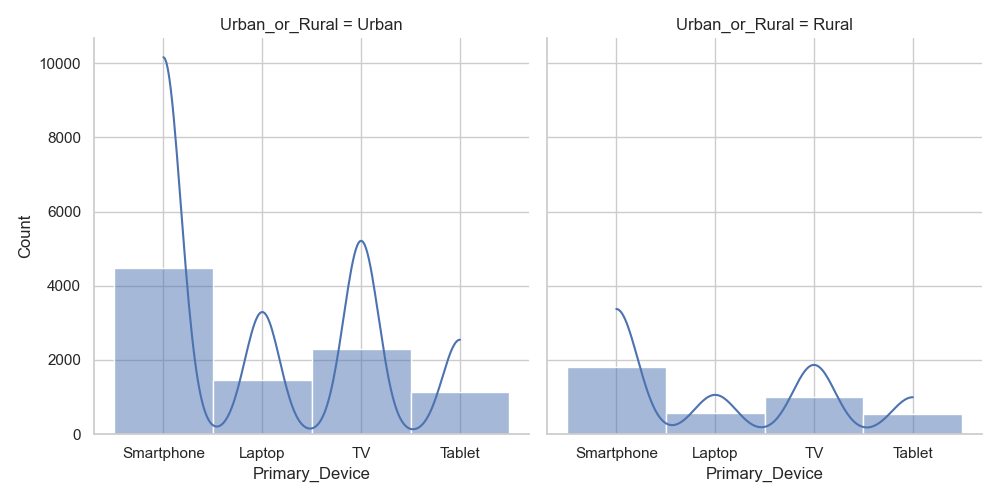 Urban_or_Rural = Urban
Urban_or_Rural = Rural
10000
8000
6000
4000
2000
0
Count
Smartphone Laptop TV Tablet
Smartphone Laptop TV Tablet
Primary_Device
Primary_Device